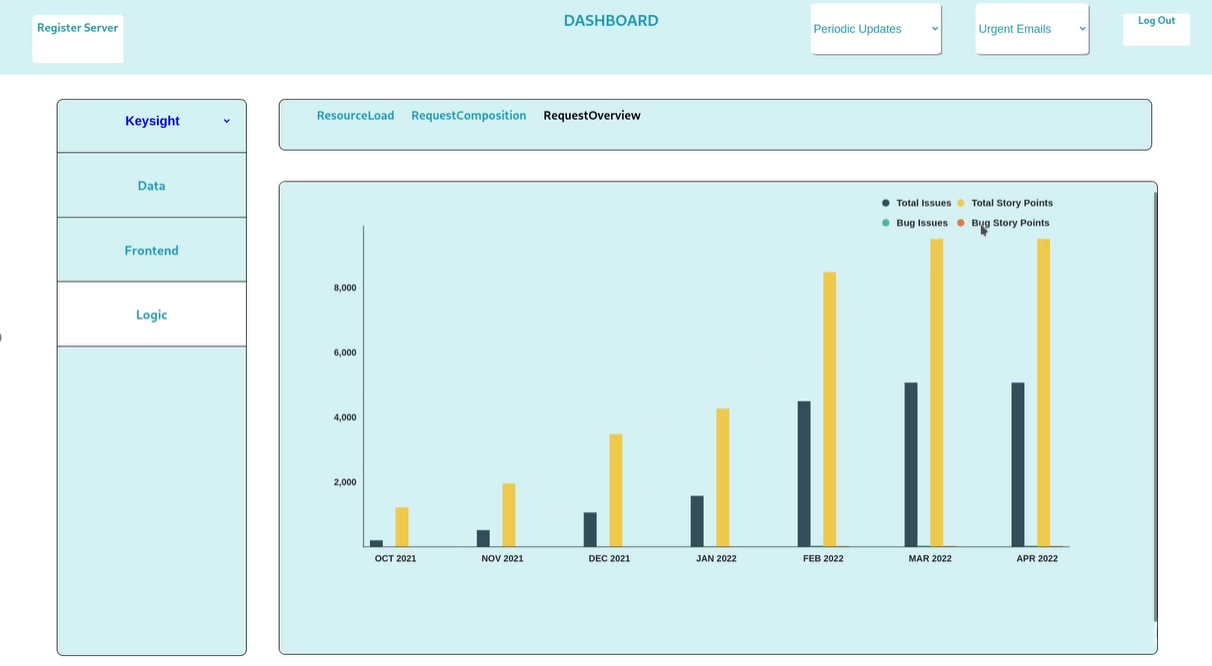 Register Server
DASHBOARD
Periodic Updates
Urgent Emails
Log Out
Keysight
Data
Frontend
Logic
ResourceLoad RequestComposition RequestOverview
Total Issues Total Story Points
Bug Issues Bug Story Points
8,000
6,000
4,000
2,000
OCT 2021 NOV 2021 DEC 2021 JAN 2022 FEB 2022 MAR 2022 APR 2022